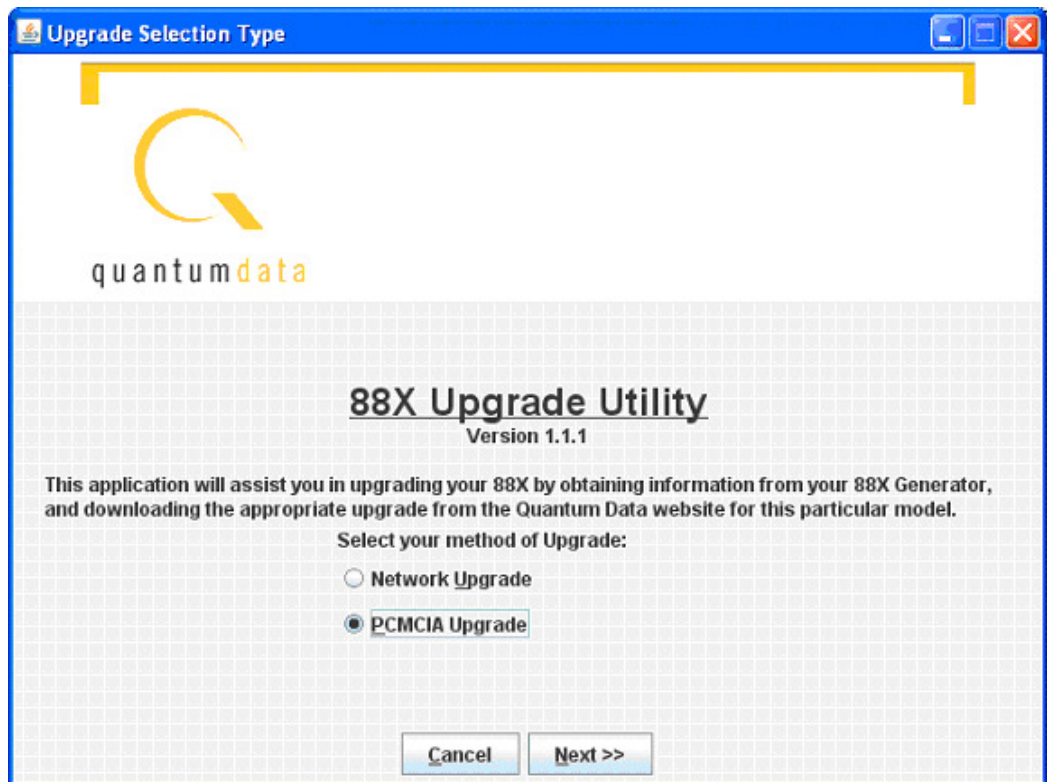 Upgrade Selection Type
quantumdata
88X Upgrade Utility
Version 1.1.1
This application will assist you in upgrading your 88X by obtaining information from your 88X Generator,
and downloading the appropriate upgrade from the Quantum Data website for this particular model.
Select your method of Upgrade:
Network Upgrade
PCMCIA Upgrade
Cancel
Next >>